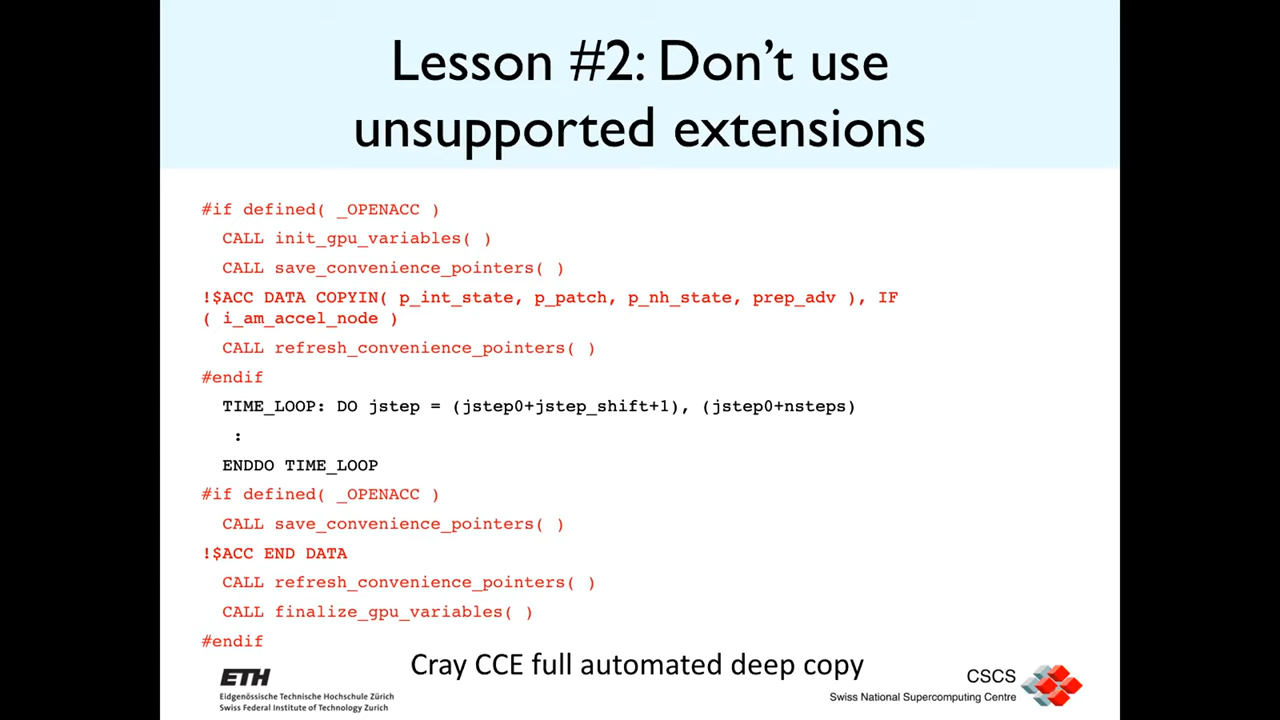 Lesson #2: Don't use
unsupported extensions
#if defined( _OPENACC )
CALL init_gpu_variables( )
CALL save_convenience_pointers( )
!$ACC DATA COPYIN( p_int_state, p_patch, p_nh_state, prep_adv ), IF
( i_am_accel_node )
CALL refresh_convenience_pointers( )
#endif
TIME_LOOP: DO jstep = (jstep0+jstep_shift+1), (jstep0+nsteps)
:
ENDDO TIME_LOOP
#if defined( _OPENACC )
CALL save_convenience_pointers( )
!$ACC END DATA
CALL refresh_convenience_pointers( )
CALL finalize_gpu_variables( )
#endif
Cray CCE full automated deep copy
ETH
Eidgenössische Technische Hochschule Zürich
Swiss Federal Institute of Technology Zurich
CSCS
Swiss National Supercomputing Centre